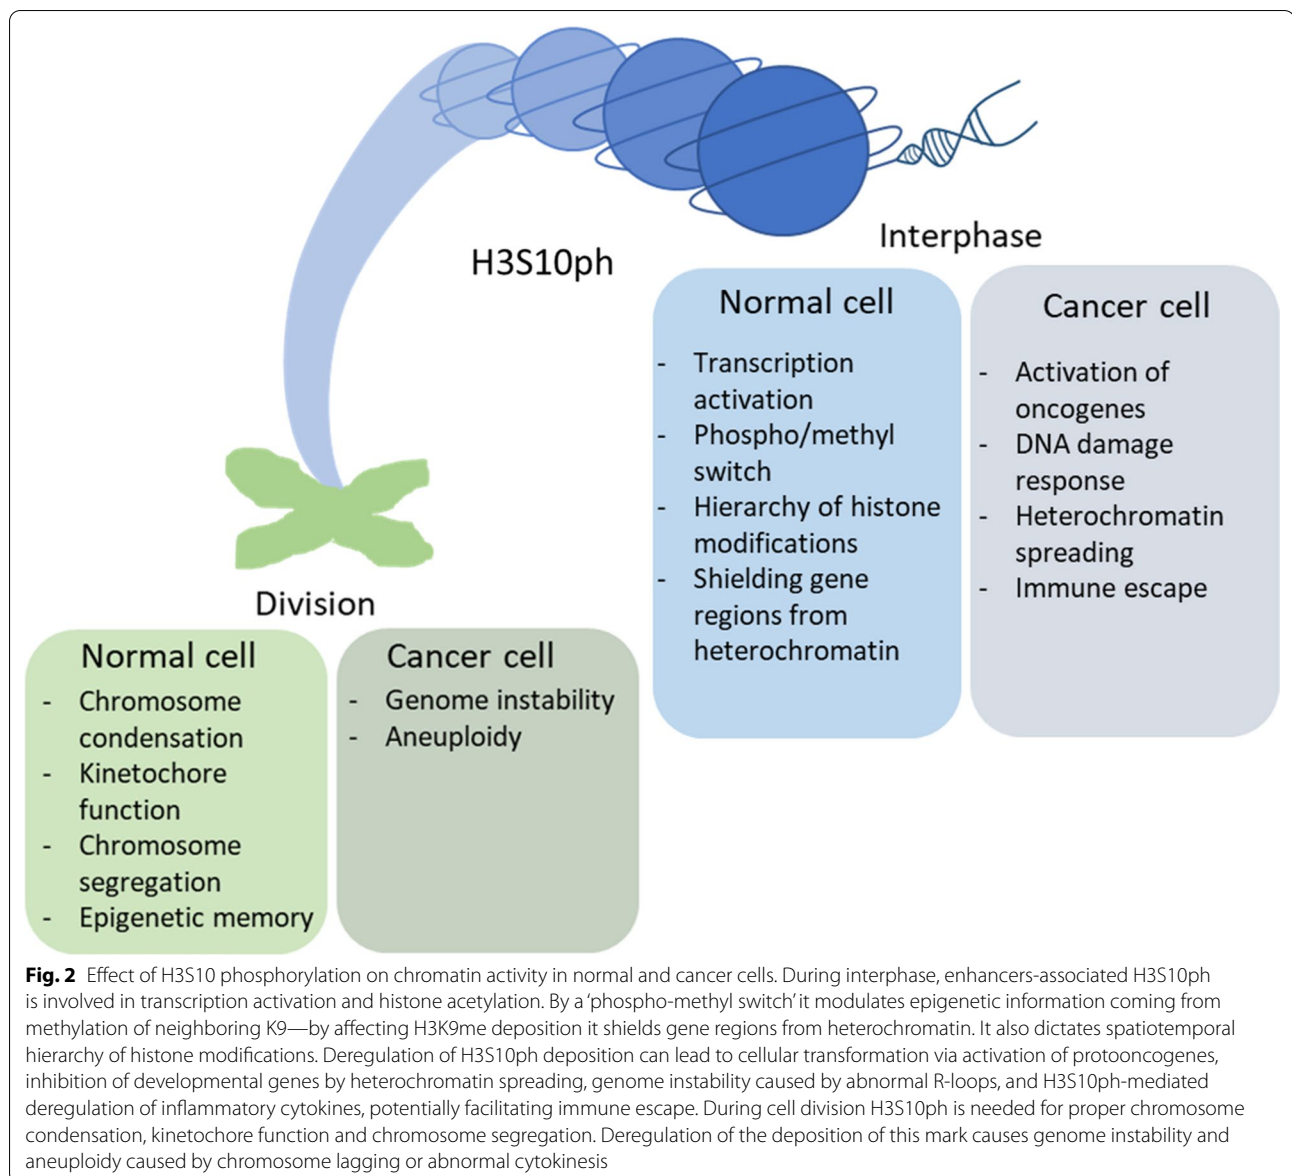 H3S10ph
Interphase
Normal cell
- Transcription
activation
- Phospho/methyl
switch
- Hierarchy of histone
modifications
- Shielding gene
regions from
heterochromatin
Cancer cell
- Activation of
oncogenes
- DNA damage
response
- Heterochromatin
spreading
- Immune escape
Division
Normal cell
- Chromosome
condensation
- Kinetochore
function
- Chromosome
segregation
- Epigenetic memory
Cancer cell
- Genome instability
- Aneuploidy
Fig. 2 Effect of H3S10 phosphorylation on chromatin activity in normal and cancer cells. During interphase, enhancers-associated H3S10ph
is involved in transcription activation and histone acetylation. By a ‘phospho-methyl switch’ it modulates epigenetic information coming from
methylation of neighboring K9—by affecting H3K9me deposition it shields gene regions from heterochromatin. It also dictates spatiotemporal
hierarchy of histone modifications. Deregulation of H3S10ph deposition can lead to cellular transformation via activation of protooncogenes,
inhibition of developmental genes by heterochromatin spreading, genome instability caused by abnormal R-loops, and H3S10ph-mediated
deregulation of inflammatory cytokines, potentially facilitating immune escape. During cell division H3S10ph is needed for proper chromosome
condensation, kinetochore function and chromosome segregation. Deregulation of the deposition of this mark causes genome instability and
aneuploidy caused by chromosome lagging or abnormal cytokinesis